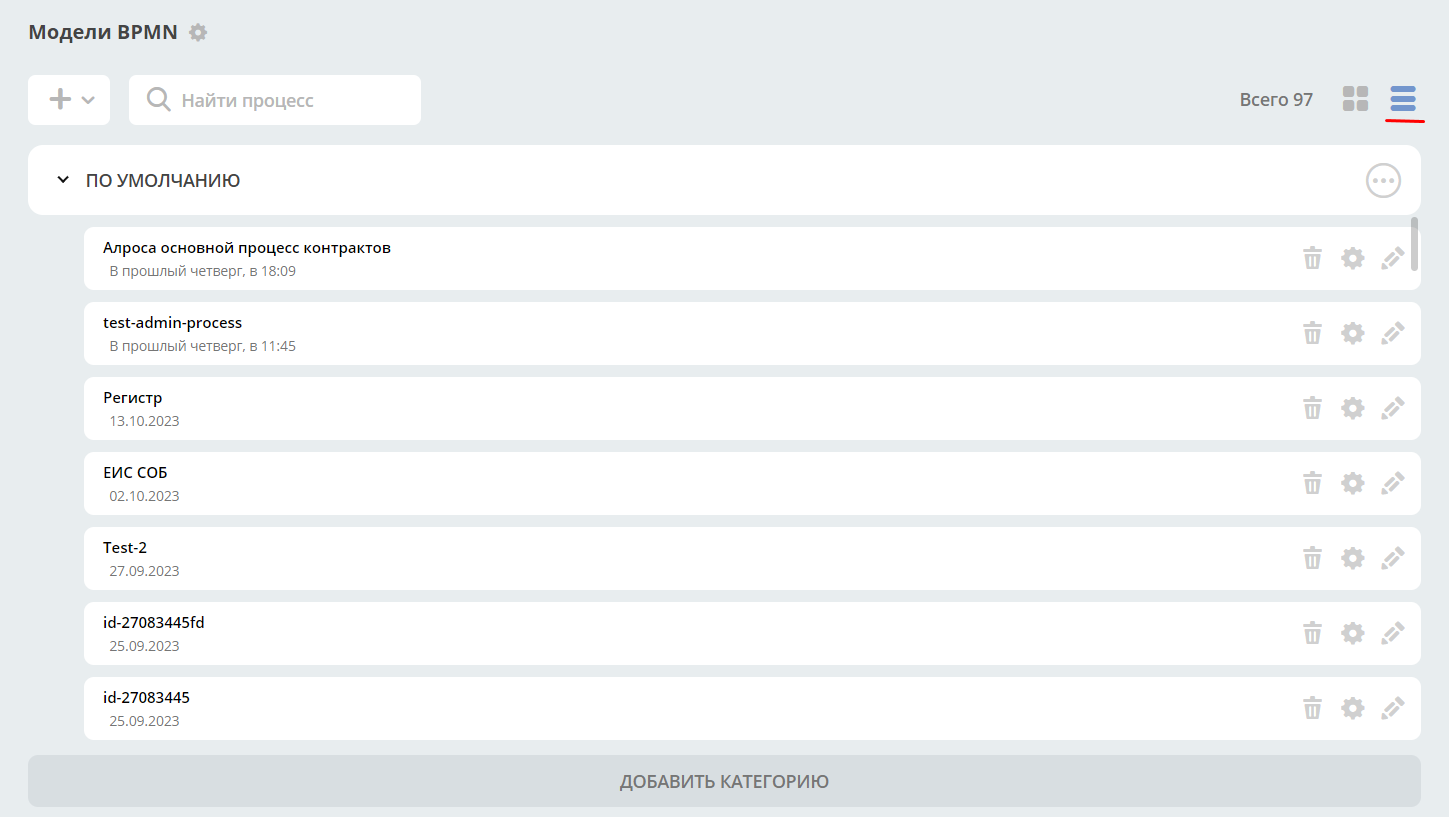 Модели BPMN
Найти процесс
Всего 97
ПО УМОЛЧАНИЮ
Алроса основной процесс контрактов
В прошлый четверг, в 18:09
test-admin-process
В прошлый четверг, в 11:45
Регистр
13.10.2023
ЕИС СОБ
02.10.2023
Test-2
27.09.2023
id-27083445fd
25.09.2023
id-27083445
25.09.2023
ДОБАВИТЬ КАТЕГОРИЮ